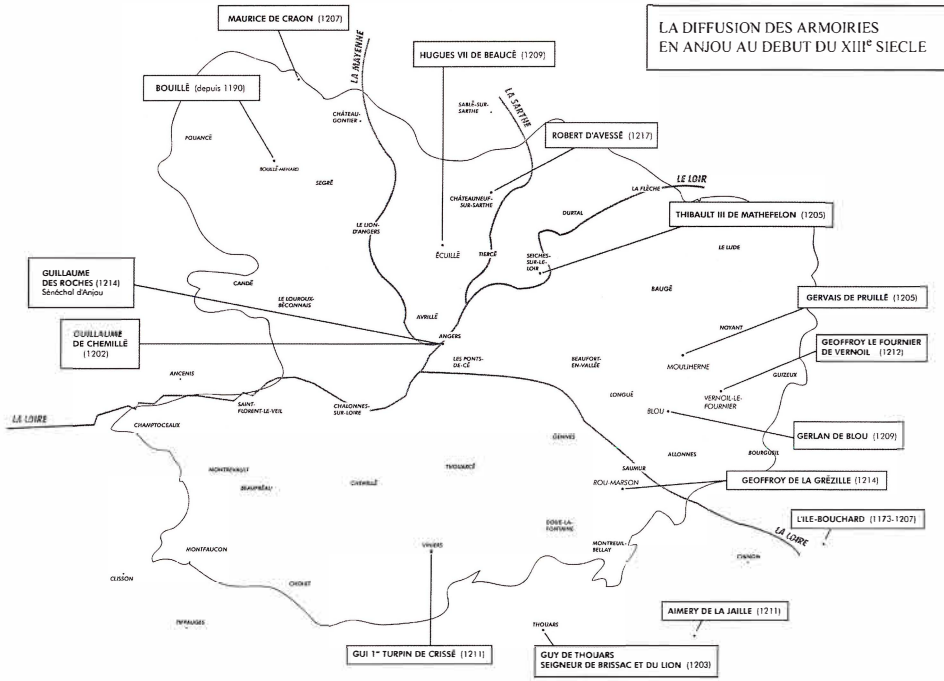 LA DIFFUSION DES ARMOIRIES
EN ANJOU AU DEBUT DU XIIIe SIECLE
MAURICE DE CRAON (1207)
LA MAYENNE
HUGUES VII DE BEAUCÉ (1209)
BOUILLÉ (depuis 1190)
LA SARTHE
SABLÉ-SUR-
SARTHE
CHÂTEAU-
GONTIER
ROBERT D'AVESSÉ (1217)
POUANCÉ
BOUILLÉ-MENARD
SEGRÉ
CHÂTEAUNEUF-
SUR-SARTHE
LA FLÈCHE
LE LOIR
DURTAL
THIBAULT III DE MATHEFELON
(1205)
LE LION-
D'ANGERS
ÉCUILLÉ
TIERCÉ
SEICHES-
SUR-LE-
LOIR
LE LUDE
BAUGÉ
GUILLAUME
DES ROCHES (1214)
Sénéchal d'Anjou
CANDÉ
LE LOUROUX-
BÉCONNAIS
GERVAIS DE PRUILLÉ (1205)
AVRILLÉ
ANGERS
NOYANT
GUILLAUME
DE CHEMILLÉ
(1202)
GEOFFROY LE FOURNIER
DE VERNOIL (1212)
LES PONTS-
DE-CÉ
BEAUFORT-
EN-VALLÉE
MOULIHERNE
GUIZEUX
ANCENIS
LONGUÉ
VERNOIL-LE-
FOURNIER
SAINT-
FLORENT-LE-VEIL
CHALONNES-
SUR-LOIRE
BLOU
LA LOIRE
CHAMPTOCEAUX
GERLAN DE BLOU (1209)
GENNES
ALLONNES
BOURGUEIL
MONTREVAULT
BEAUPRÉAU
CHEMILLÉ
THOUARCÉ
SAUMUR
ROU-MARSON
GEOFFROY DE LA GRÉZILLE (1214)
L'ILE-BOUCHARD (1173-1207)
DOUE-LA-
FONTAINE
LA LOIRE
MONTFAUCON
VIHIERS
MONTREUIL-
BELLAY
CHINON
CLISSON
CHOLET
AIMERY DE LA JAILLE (1211)
TIFFAUGES
THOUARS
GUI 1er TURPIN DE CRISSÉ (1211)
GUY DE THOUARS
SEIGNEUR DE BRISSAC ET DU LION (1203)